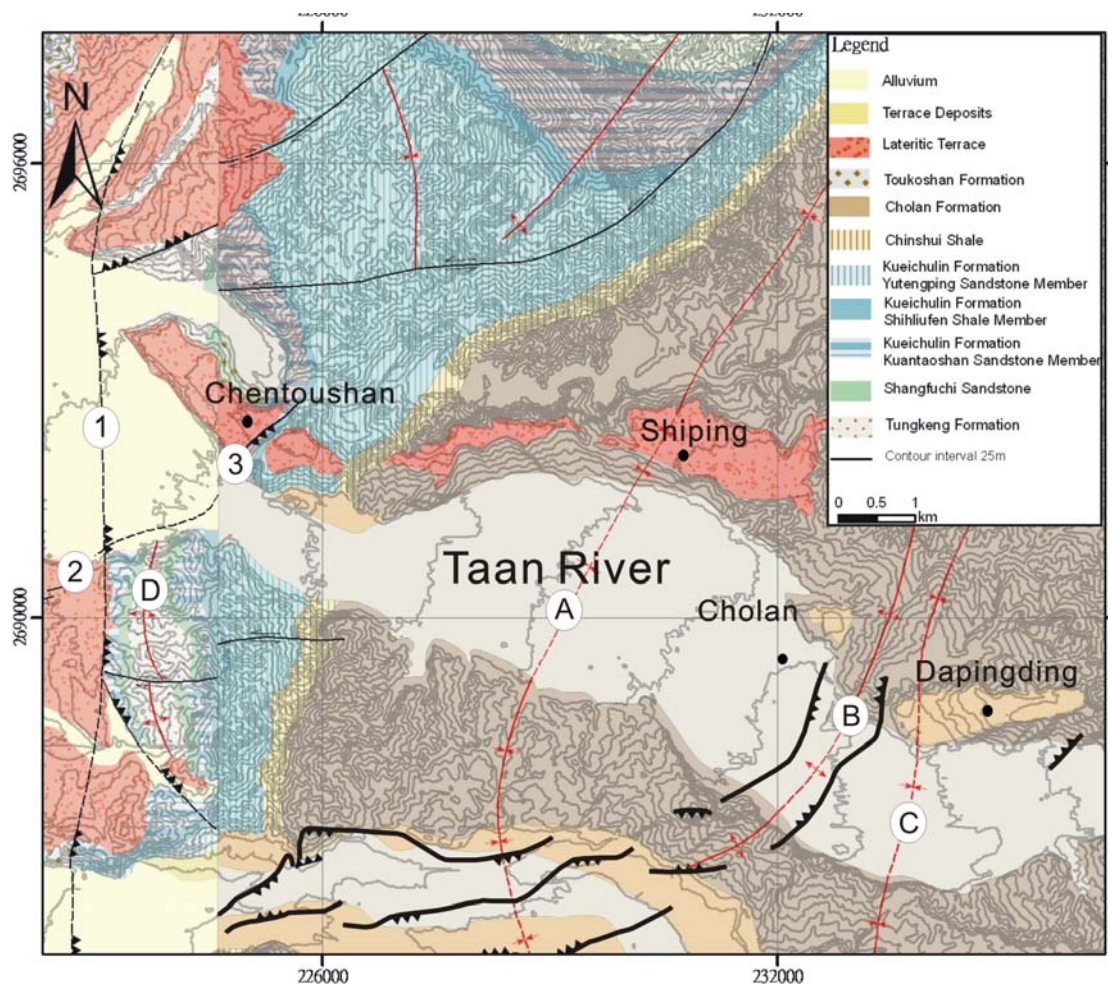 N
2696000
2696000
2690000
2690000
226000
232000
Legend
Alluvium
Terrace Deposits
Lateritic Terrace
Toukoshan Formation
Cholan Formation
Chinshui Shale
Kueichulin Formation
Yutengping Sandstone Member
Kueichulin Formation
Shihliufen Shale Member
Kueichulin Formation
Kuantaoshan Sandstone Member
Shangfuchi Sandstone
Tungkeng Formation
Contour interval 25m
0 0.5 1
km
Chentoushan
1
3
Shiping
2
D
Taan River
A
Cholan
Dapingding
B
C